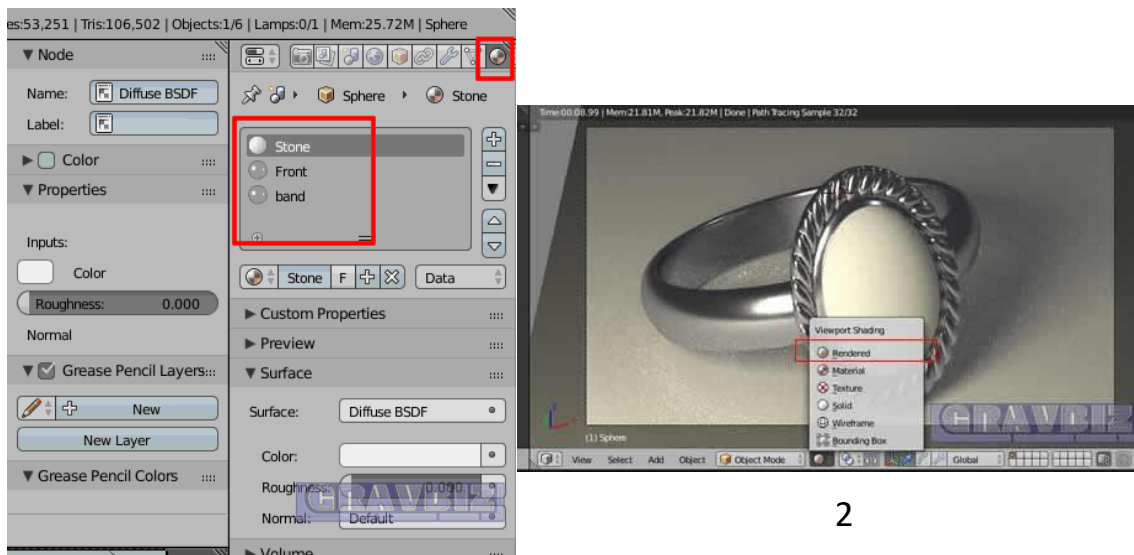 es:53,251 | Tris:106,502 | Objects:1/6 | Lamps:0/1 | Mem:25.72M | Sphere
Node
Name: F Diffuse BSDF
Label: F
Color
Properties
Inputs:
Color
Roughness: 0.000
Normal
Grease Pencil Layers
New
New Layer
Grease Pencil Colors
Sphere Stone
Stone
Front
band
Stone F Data
Custom Properties
Preview
Surface
Surface: Diffuse BSDF
Color:
Roughness: 0.000
Normal: Default
Volume
GRAVBIZ
Time:00:08.99 | Mem:21.81M, Peak:21.82M | Done | Path Tracing Sample 32/32
Viewport Shading
Rendered
Material
Texture
Solid
Wireframe
Bounding Box
GRAVBIZ
(1) Sphere
View Select Add Object Object Mode Global
2